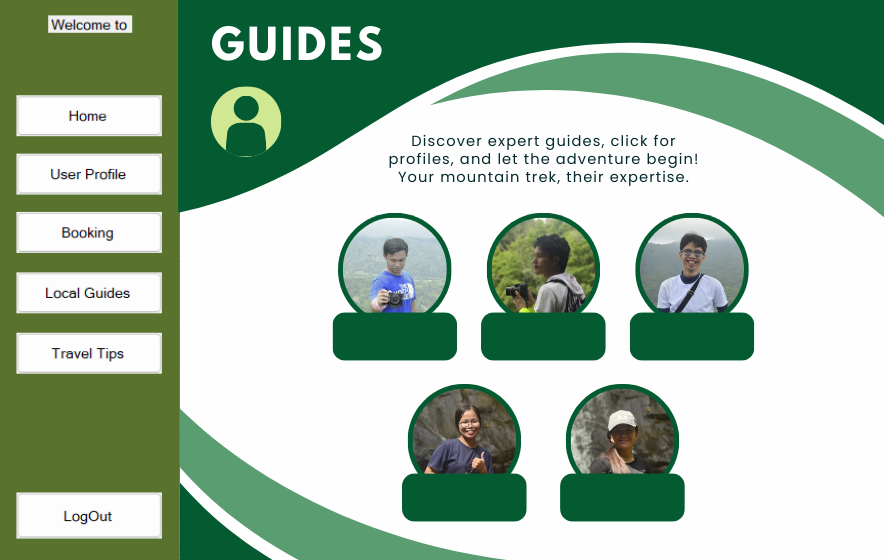 Welcome to
Home
User Profile
Booking
Local Guides
Travel Tips
LogOut
GUIDES
Discover expert guides, click for
profiles, and let the adventure begin!
Your mountain trek, their expertise.